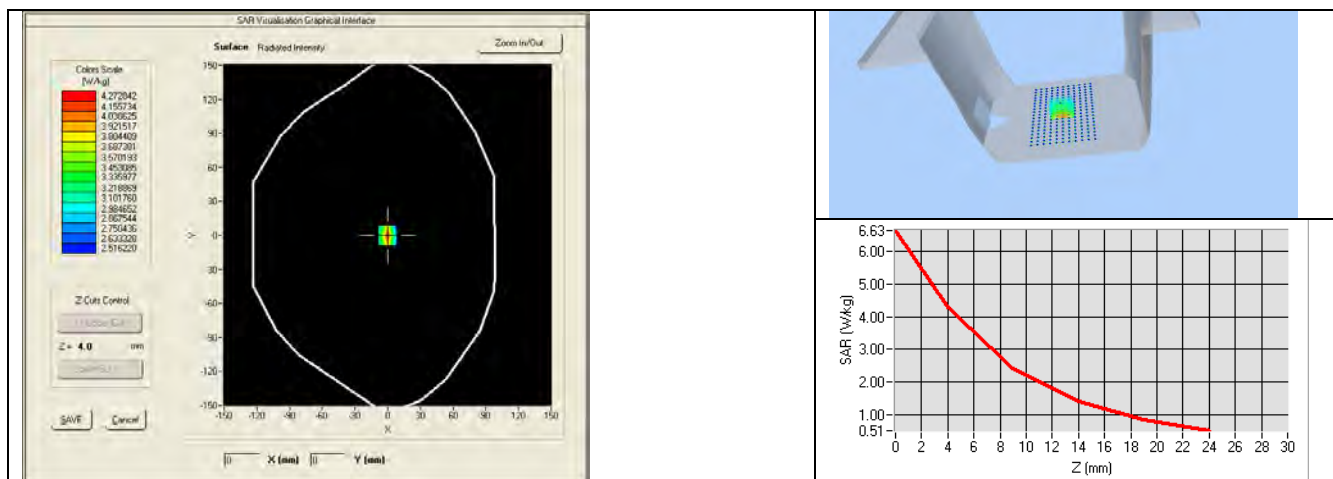 SAR Visualisation Graphical Interface
Surface Radiated Intensity
Zoom In/Out
Colors Scale
(W/kg)
4.272842
4.155734
4.038625
3.921517
3.804409
3.687301
3.570193
3.453085
3.335977
3.218869
3.101760
2.984652
2.867544
2.750436
2.633328
2.516220
150
120
90
60
30
0
-30
-60
-90
-120
-150
Y
-150 -120 -90 -60 -30 0 30 60 90 120 150
X
Z Cuts Control
Z = 4.0 mm
SAVE Cancel
0 X (mm) 0 Y (mm)
6.63
6.00
5.00
4.00
3.00
2.00
1.00
0.51
SAR (W/kg)
0 2 4 6 8 10 12 14 16 18 20 22 24 26 28 30
Z (mm)